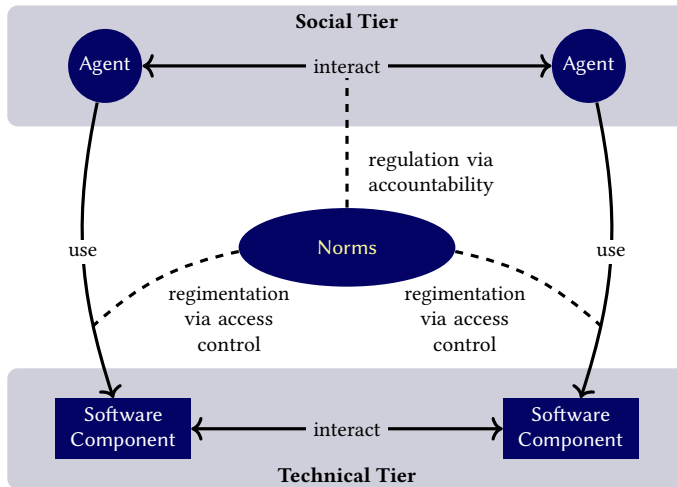 Social Tier
Agent
interact
Agent
regulation via
accountability
use
Norms
use
regimentation
via access
control
regimentation
via access
control
Software
Component
interact
Software
Component
Technical Tier